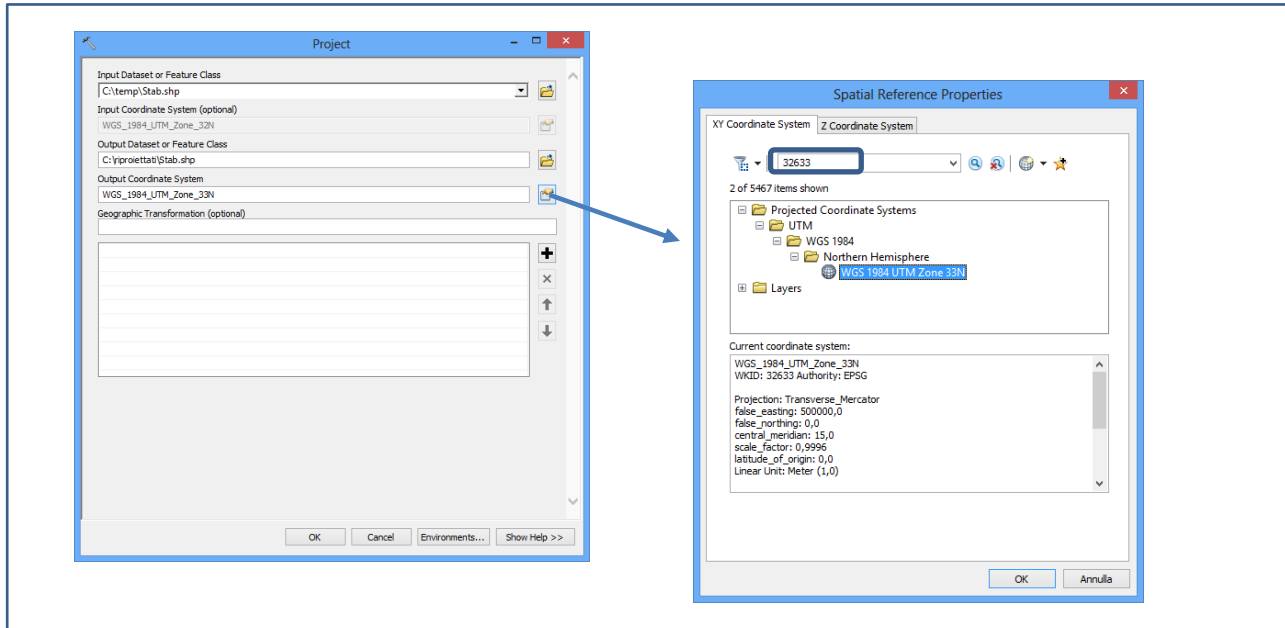 Project
Input Dataset or Feature Class
C:\temp\Stab.shp
Input Coordinate System (optional)
WGS_1984_UTM_Zone_32N
Output Dataset or Feature Class
C:\riproiettati\Stab.shp
Output Coordinate System
WGS_1984_UTM_Zone_33N
Geographic Transformation (optional)
OK Cancel Environments... Show Help >>
Spatial Reference Properties
XY Coordinate System Z Coordinate System
32633
2 of 5467 items shown
Projected Coordinate Systems
UTM
WGS 1984
Northern Hemisphere
WGS 1984 UTM Zone 33N
Layers
Current coordinate system:
WGS_1984_UTM_Zone_33N
WKID: 32633 Authority: EPSG
Projection: Transverse_Mercator
false_easting: 500000,0
false_northing: 0,0
central_meridian: 15,0
scale_factor: 0,9996
latitude_of_origin: 0,0
Linear Unit: Meter (1,0)
OK Annulla